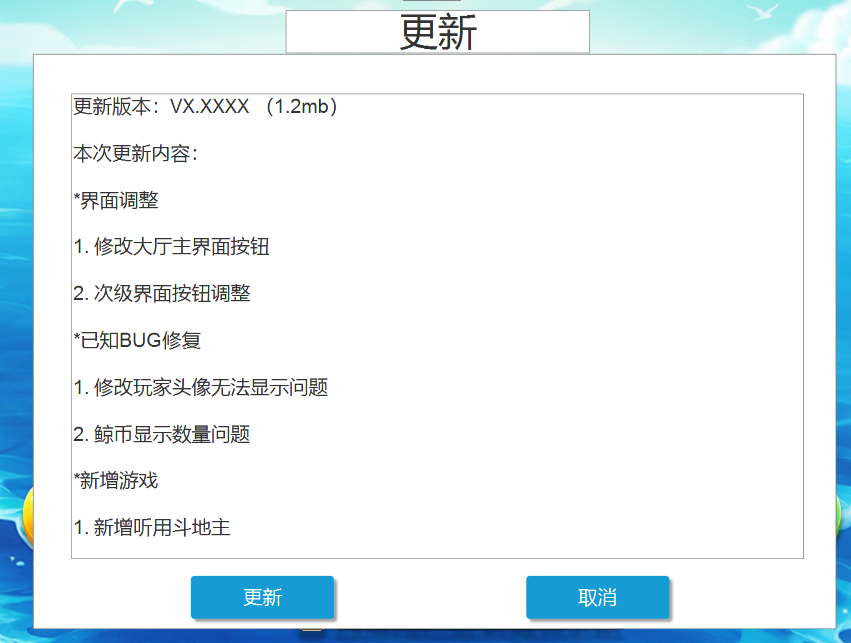 更新
更新版本：VX.XXXX （1.2mb）
本次更新内容：
*界面调整
1. 修改大厅主界面按钮
2. 次级界面按钮调整
*已知BUG修复
1. 修改玩家头像无法显示问题
2. 鲸币显示数量问题
*新增游戏
1. 新增听用斗地主
更新
取消